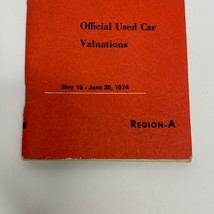 Official Used Car
Valuations
May 15 - June 30, 1974
REGION-A